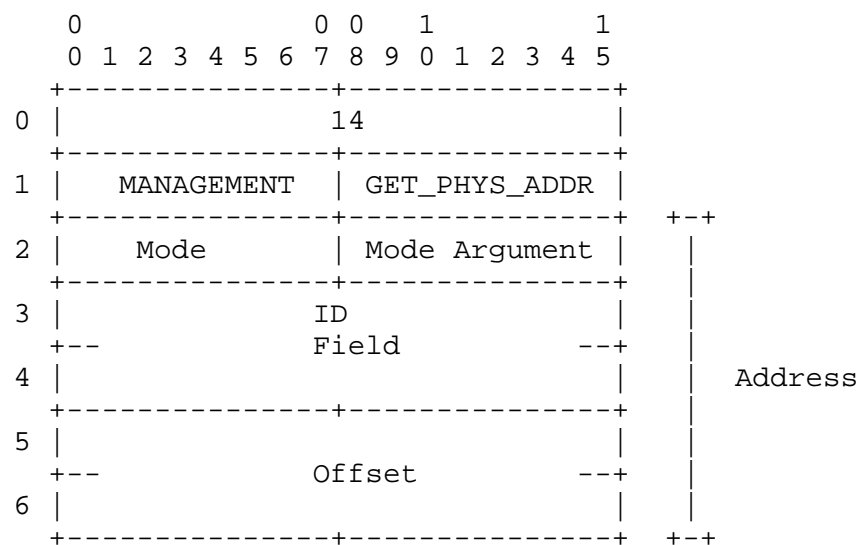 0             0 0   1         1
     0 1 2 3 4 5 6 7 8 9 0 1 2 3 4 5
    +---------------+---------------+
 0  |               14              |
    +---------------+---------------+
 1  |   MANAGEMENT  | GET_PHYS_ADDR |
    +---------------+---------------+  +-+
 2  |    Mode       | Mode Argument |   |
    +---------------+---------------+   |
 3  |              ID               |   |
    +--            Field          --+   |
 4  |                               |   |  Address
    +---------------+---------------+   |
 5  |                               |   |
    +--            Offset         --+   |
 6  |                               |   |
    +---------------+---------------+  +-+